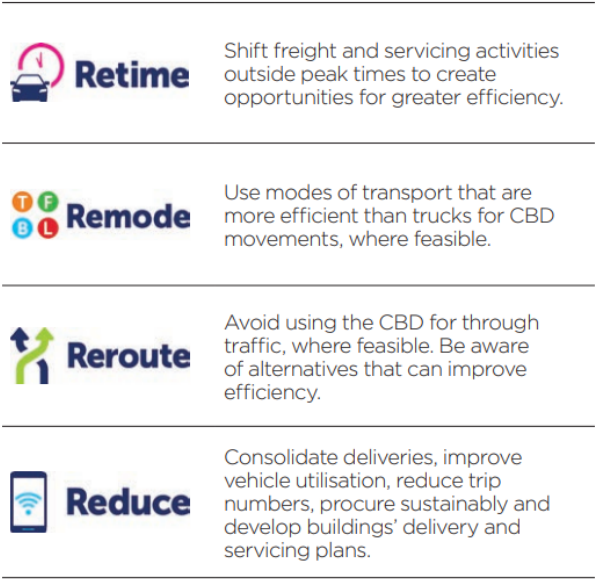 Retime
Shift freight and servicing activities
outside peak times to create
opportunities for greater efficiency.
T F
B L
Remode
Use modes of transport that are
more efficient than trucks for CBD
movements, where feasible.
Reroute
Avoid using the CBD for through
traffic, where feasible. Be aware
of alternatives that can improve
efficiency.
Reduce
Consolidate deliveries, improve
vehicle utilisation, reduce trip
numbers, procure sustainably and
develop buildings’ delivery and
servicing plans.